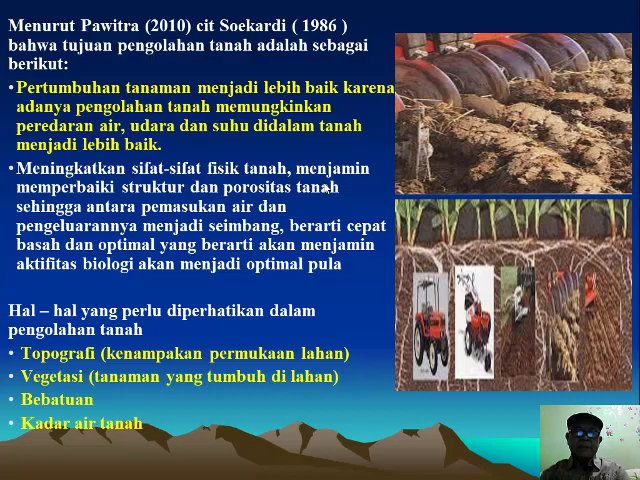 Menurut Pawitra (2010) cit Soekardi ( 1986 )
bahwa tujuan pengolahan tanah adalah sebagai
berikut:
•Pertumbuhan tanaman menjadi lebih baik karena
adanya pengolahan tanah memungkinkan
peredaran air, udara dan suhu didalam tanah
menjadi lebih baik.
•Meningkatkan sifat-sifat fisik tanah, menjamin
memperbaiki struktur dan porositas tanah
sehingga antara pemasukan air dan
pengeluarannya menjadi seimbang, berarti cepat
basah dan optimal yang berarti akan menjamin
aktifitas biologi akan menjadi optimal pula
Hal – hal yang perlu diperhatikan dalam
pengolahan tanah
• Topografi (kenampakan permukaan lahan)
• Vegetasi (tanaman yang tumbuh di lahan)
• Bebatuan
• Kadar air tanah